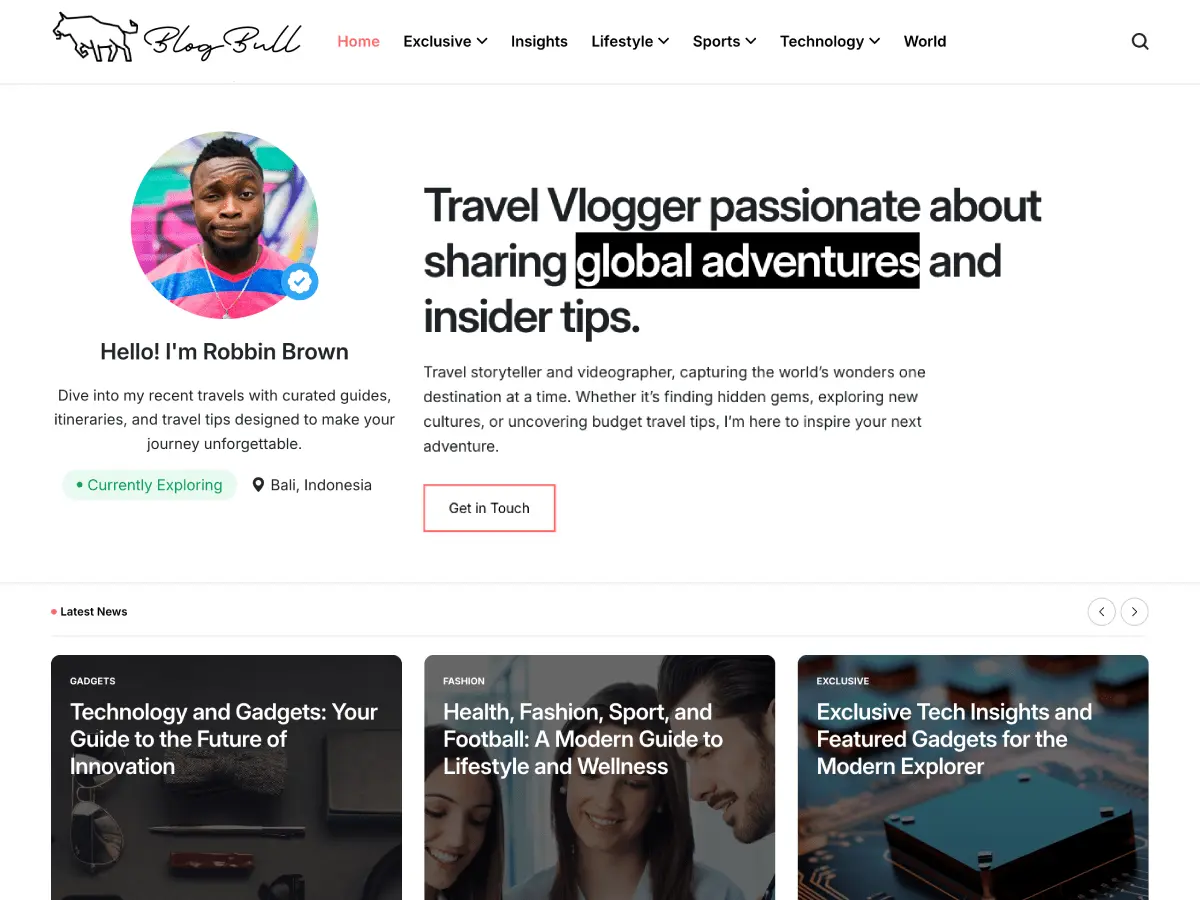 BlogBull
Home Exclusive Insights Lifestyle Sports Technology World
Hello! I'm Robbin Brown
Dive into my recent travels with curated guides,
itineraries, and travel tips designed to make your
journey unforgettable.
Currently Exploring
Bali, Indonesia
Travel Vlogger passionate about
sharing global adventures and
insider tips.
Travel storyteller and videographer, capturing the world’s wonders one
destination at a time. Whether it’s finding hidden gems, exploring new
cultures, or uncovering budget travel tips, I’m here to inspire your next
adventure.
Get in Touch
Latest News
GADGETS
Technology and Gadgets: Your
Guide to the Future of
Innovation
FASHION
Health, Fashion, Sport, and
Football: A Modern Guide to
Lifestyle and Wellness
EXCLUSIVE
Exclusive Tech Insights and
Featured Gadgets for the
Modern Explorer